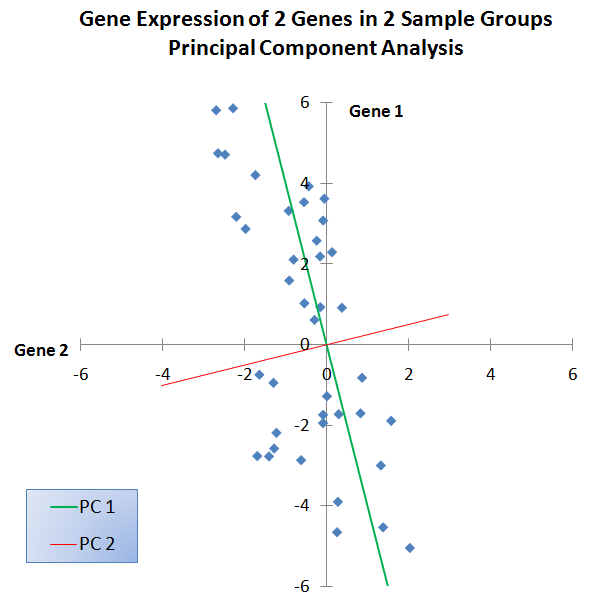 Gene Expression of 2 Genes in 2 Sample Groups
Principal Component Analysis
6
Gene 1
4
2
0
Gene 2
-6
-4
-2
0
2
4
6
-2
-4
-6
PC 1
PC 2